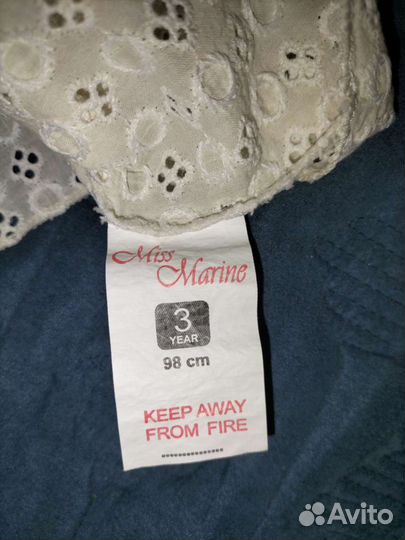 Miss
Marine
3
YEAR
98 cm
KEEP AWAY
FROM FIRE
Avito